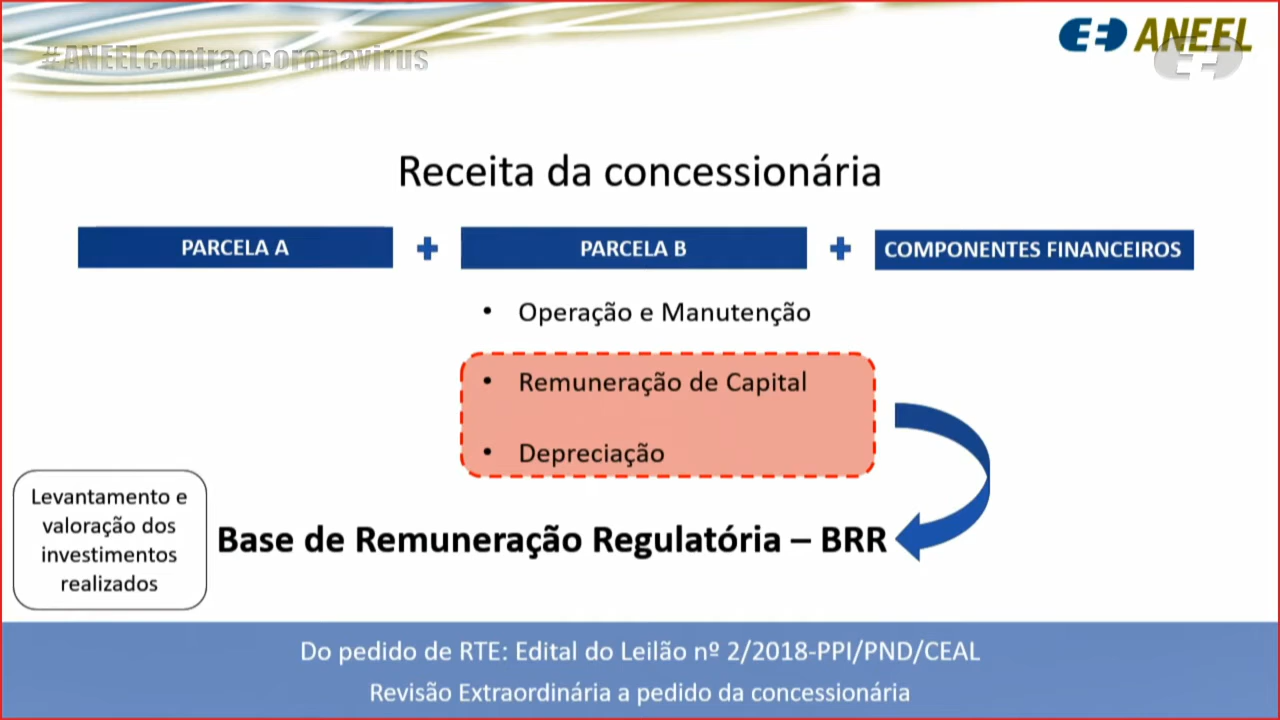 #ANEELcontraocoronavirus
ANEEL
Receita da concessionária
PARCELA A + PARCELA B + COMPONENTES FINANCEIROS
• Operação e Manutenção
• Remuneração de Capital
• Depreciação
Levantamento e
valoração dos
investimentos
realizados
Base de Remuneração Regulatória – BRR
Do pedido de RTE: Edital do Leilão nº 2/2018-PPI/PND/CEAL
Revisão Extraordinária a pedido da concessionária